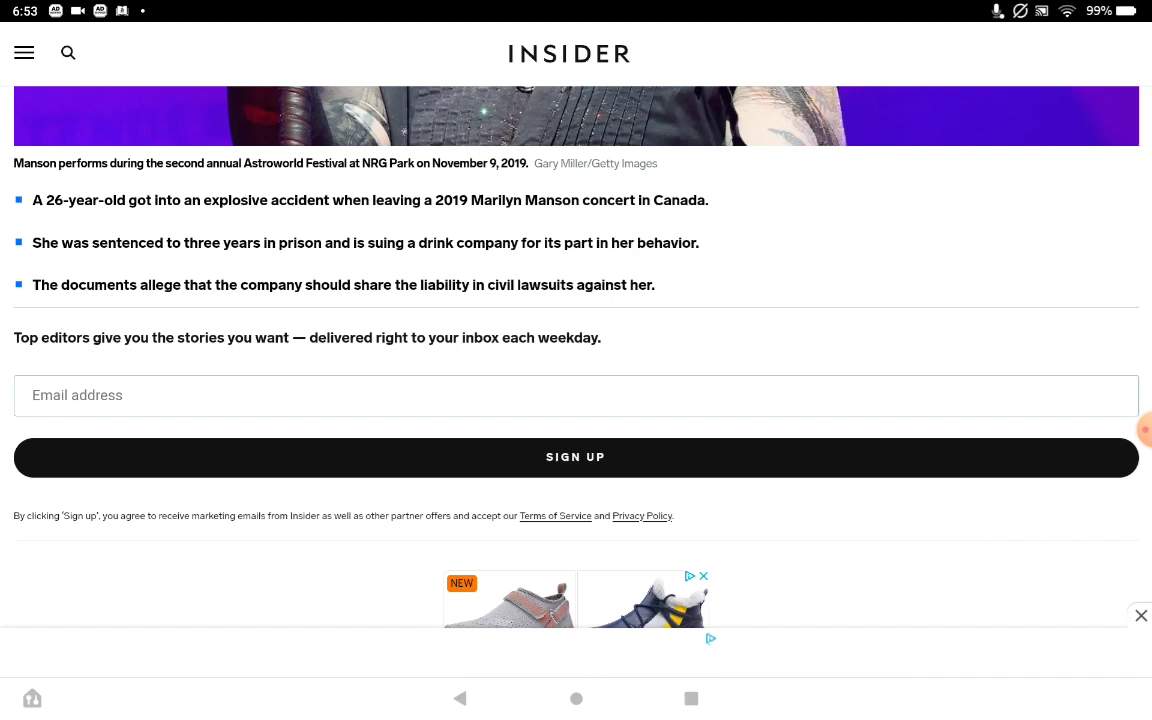 6:53
99%
INSIDER
Manson performs during the second annual Astroworld Festival at NRG Park on November 9, 2019. Gary Miller/Getty Images
A 26-year-old got into an explosive accident when leaving a 2019 Marilyn Manson concert in Canada.
She was sentenced to three years in prison and is suing a drink company for its part in her behavior.
The documents allege that the company should share the liability in civil lawsuits against her.
Top editors give you the stories you want — delivered right to your inbox each weekday.
Email address
SIGN UP
By clicking 'Sign up', you agree to receive marketing emails from Insider as well as other partner offers and accept our Terms of Service and Privacy Policy.
NEW